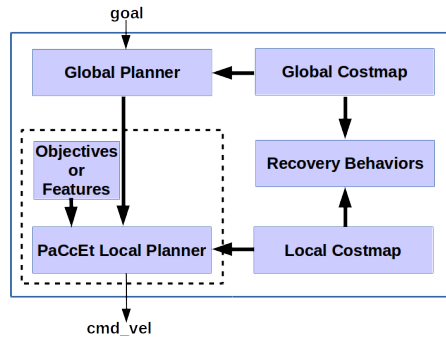 goal
Global Planner
Global Costmap
Objectives
or
Features
Recovery Behaviors
PaCcEt Local Planner
Local Costmap
cmd_vel